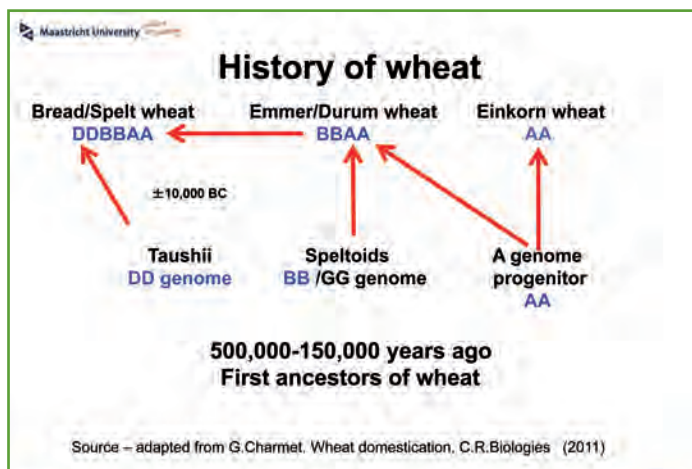 Maastricht University
History of wheat
Bread/Spelt wheat
DDBBAA
Emmer/Durum wheat
BBAA
Einkorn wheat
AA
±10,000 BC
Taushii
DD genome
Speltoids
BB /GG genome
A genome
progenitor
AA
500,000-150,000 years ago
First ancestors of wheat
Source – adapted from G.Charmet. Wheat domestication. C.R.Biologies (2011)